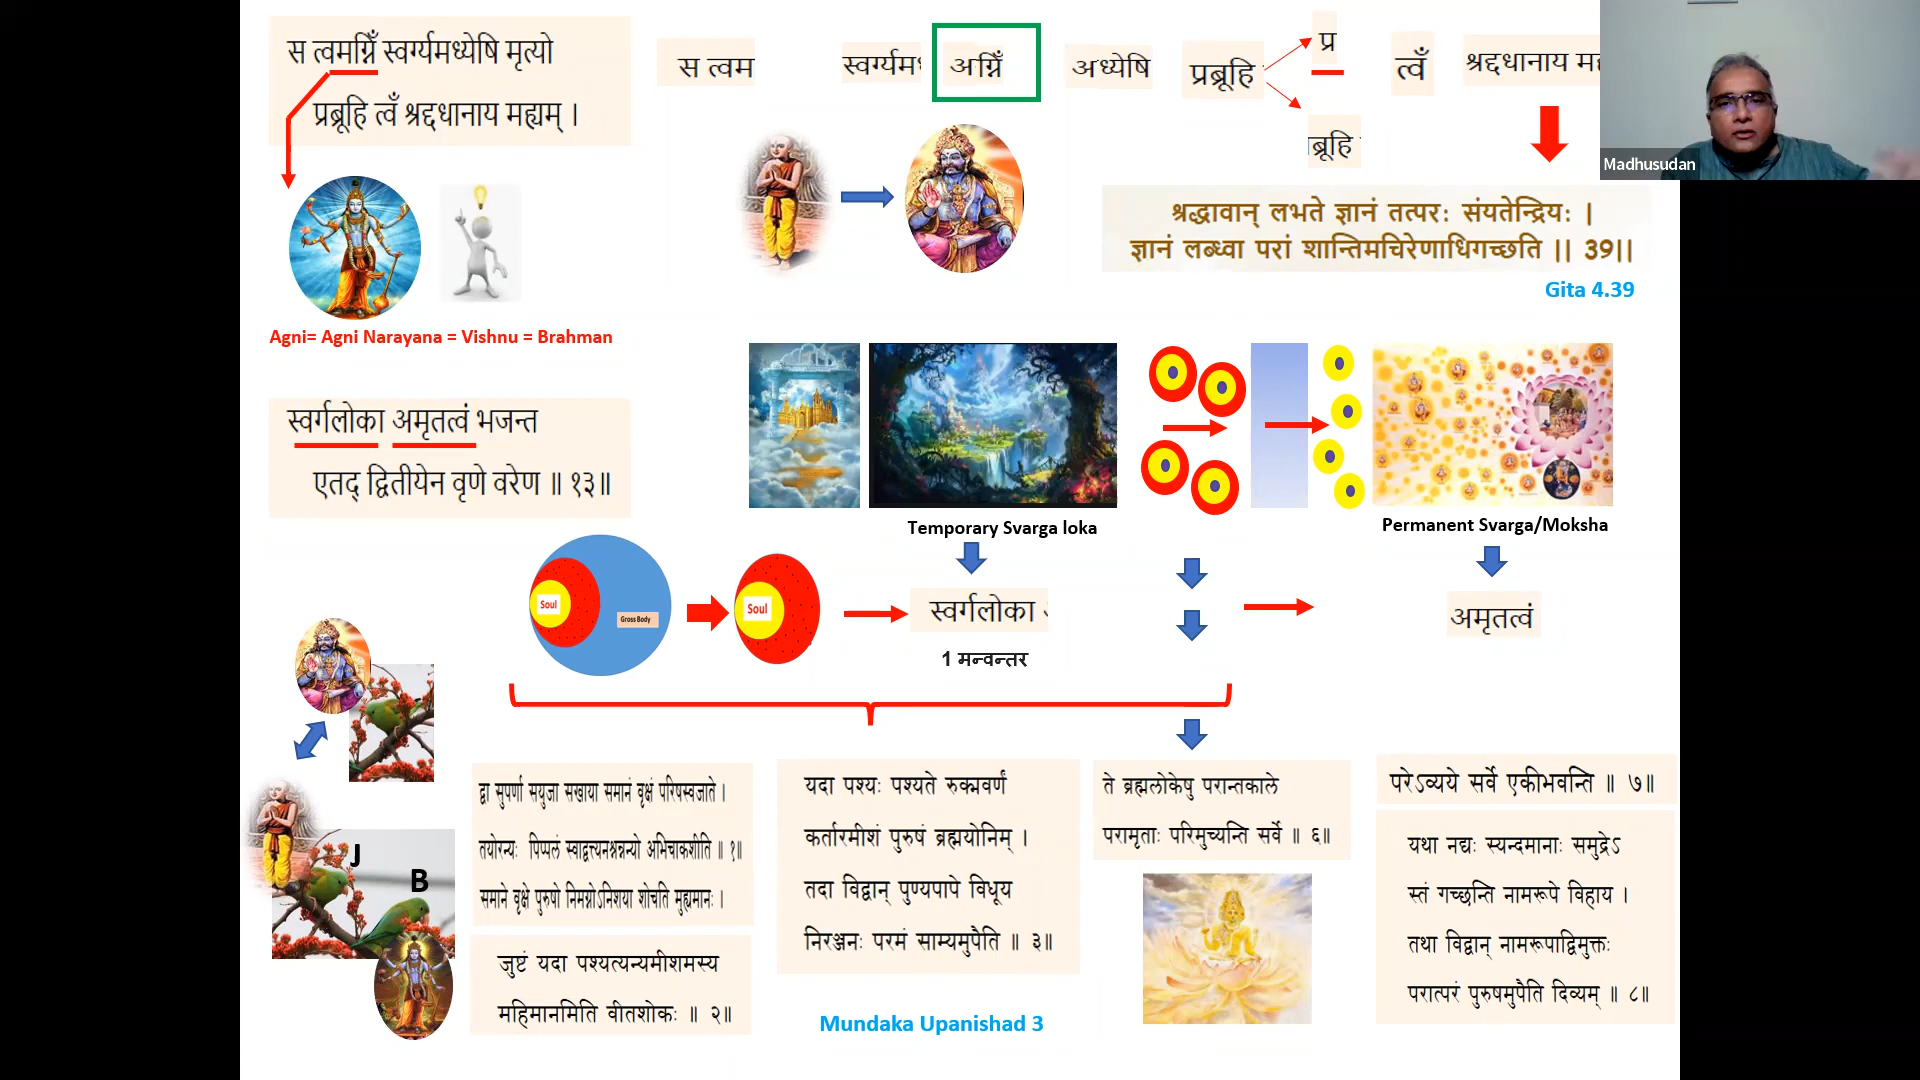 स त्वमग्निँ स्वर्ग्यमध्येषि मृत्यो
प्रब्रूहि त्वँ श्रद्दधानाय मह्यम् ।
स त्वम
स्वर्ग्यम
अग्निँ
अध्येषि
प्रब्रूहि
प्र
ब्रूहि
त्वँ
श्रद्दधानाय
Madhusudan
श्रद्धावान् लभते ज्ञानं तत्परः संयतेन्द्रियः |
ज्ञानं लब्ध्वा परां शान्तिमचिरेणाधिगच्छति || 39||
Gita 4.39
Agni= Agni Narayana = Vishnu = Brahman
स्वर्गलोका अमृतत्वं भजन्त
एतद् द्वितीयेन वृणे वरेण ॥ १३॥
Temporary Svarga loka
Permanent Svarga/Moksha
Soul
Gross Body
Soul
स्वर्गलोका
1 मन्वन्तर
अमृतत्वं
J
B
द्वा सुपर्णा सयुजा सखाया समानं वृक्षं परिषस्वजाते ।
तयोरन्यः पिप्पलं स्वाद्वत्त्यनश्नन्नन्यो अभिचाकशीति ॥ १॥
समाने वृक्षे पुरुषो निमग्नोऽनिशया शोचति मुह्यमानः ।
जुष्टं यदा पश्यत्यन्यमीशमस्य
महिमानमिति वीतशोकः ॥ २॥
यदा पश्यः पश्यते रुक्मवर्णं
कर्तारमीशं पुरुषं ब्रह्मयोनिम् ।
तदा विद्वान् पुण्यपापे विधूय
निरञ्जनः परमं साम्यमुपैति ॥ ३॥
Mundaka Upanishad 3
ते ब्रह्मलोकेषु परान्तकाले
परामृताः परिमुच्यन्ति सर्वे ॥ ६॥
परेऽव्यये सर्वे एकीभवन्ति ॥ ७॥
यथा नद्यः स्यन्दमानाः समुद्रेऽ
स्तं गच्छन्ति नामरूपे विहाय ।
तथा विद्वान् नामरूपाद्विमुक्तः
परात्परं पुरुषमुपैति दिव्यम् ॥ ८॥